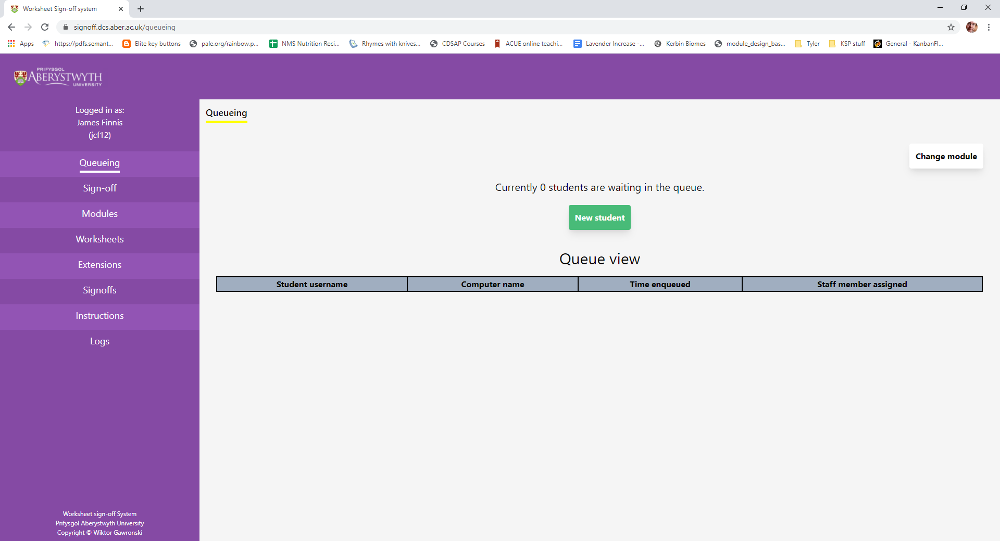 Worksheet Sign-off system
signoff.dcs.aber.ac.uk/queueing
Apps
https://pdfs.semant...
Elite key buttons
pale.org/rainbow.p...
NMS Nutrition Reci...
Rhymes with knives...
CDSAP Courses
ACUE online teachi...
Lavender Increase -...
Kerbin Biomes
module_design_bas...
Tyler
KSP stuff
General - KanbanFl...
PRIFYSGOL
ABERYSTWYTH
UNIVERSITY
Logged in as:
James Finnis
(jcf12)
Queueing
Sign-off
Modules
Worksheets
Extensions
Signoffs
Instructions
Logs
Worksheet sign-off System
Prifysgol Aberystwyth University
Copyright © Wiktor Gawronski
Queueing
Change module
Currently 0 students are waiting in the queue.
New student
Queue view
Student username
Computer name
Time enqueued
Staff member assigned